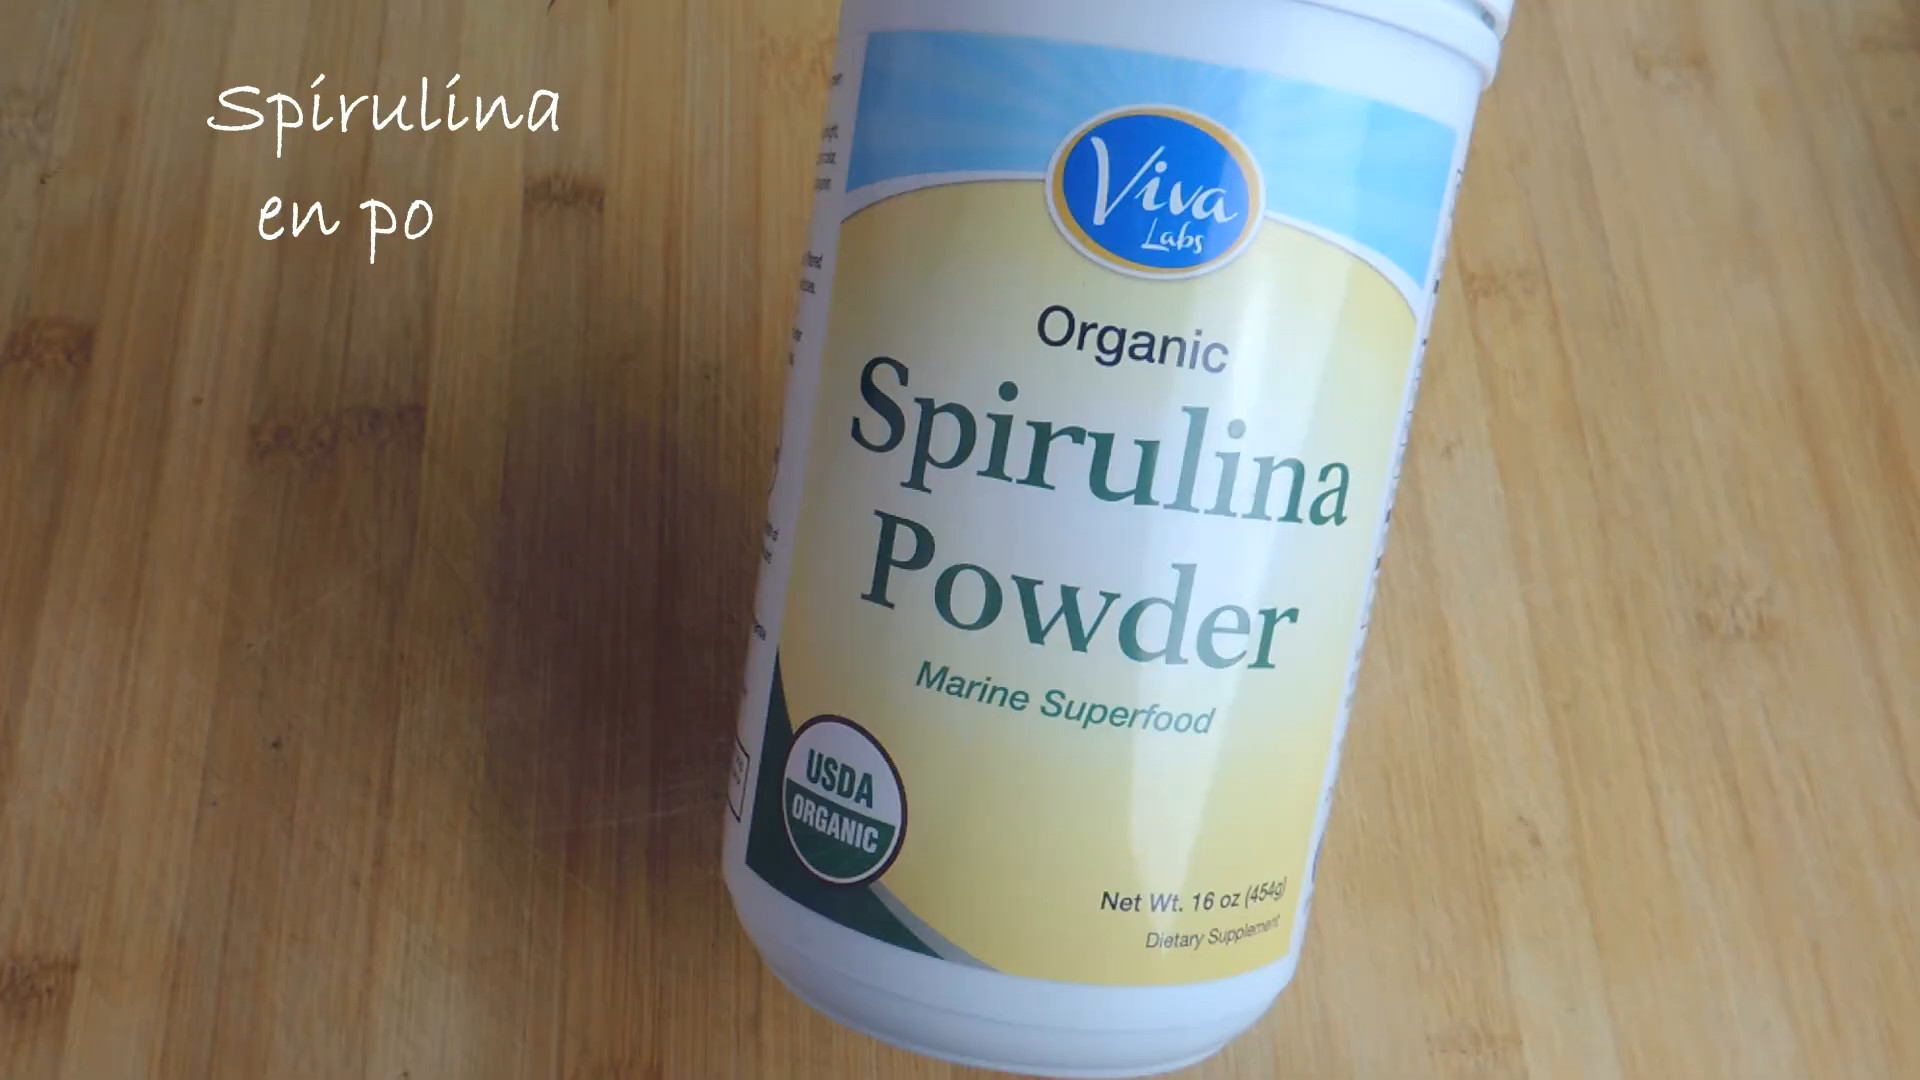 Spirulina
en po
Viva
Labs
Organic
Spirulina
Powder
Marine Superfood
USDA
ORGANIC
Net Wt. 16 oz (454g)
Dietary Supplement